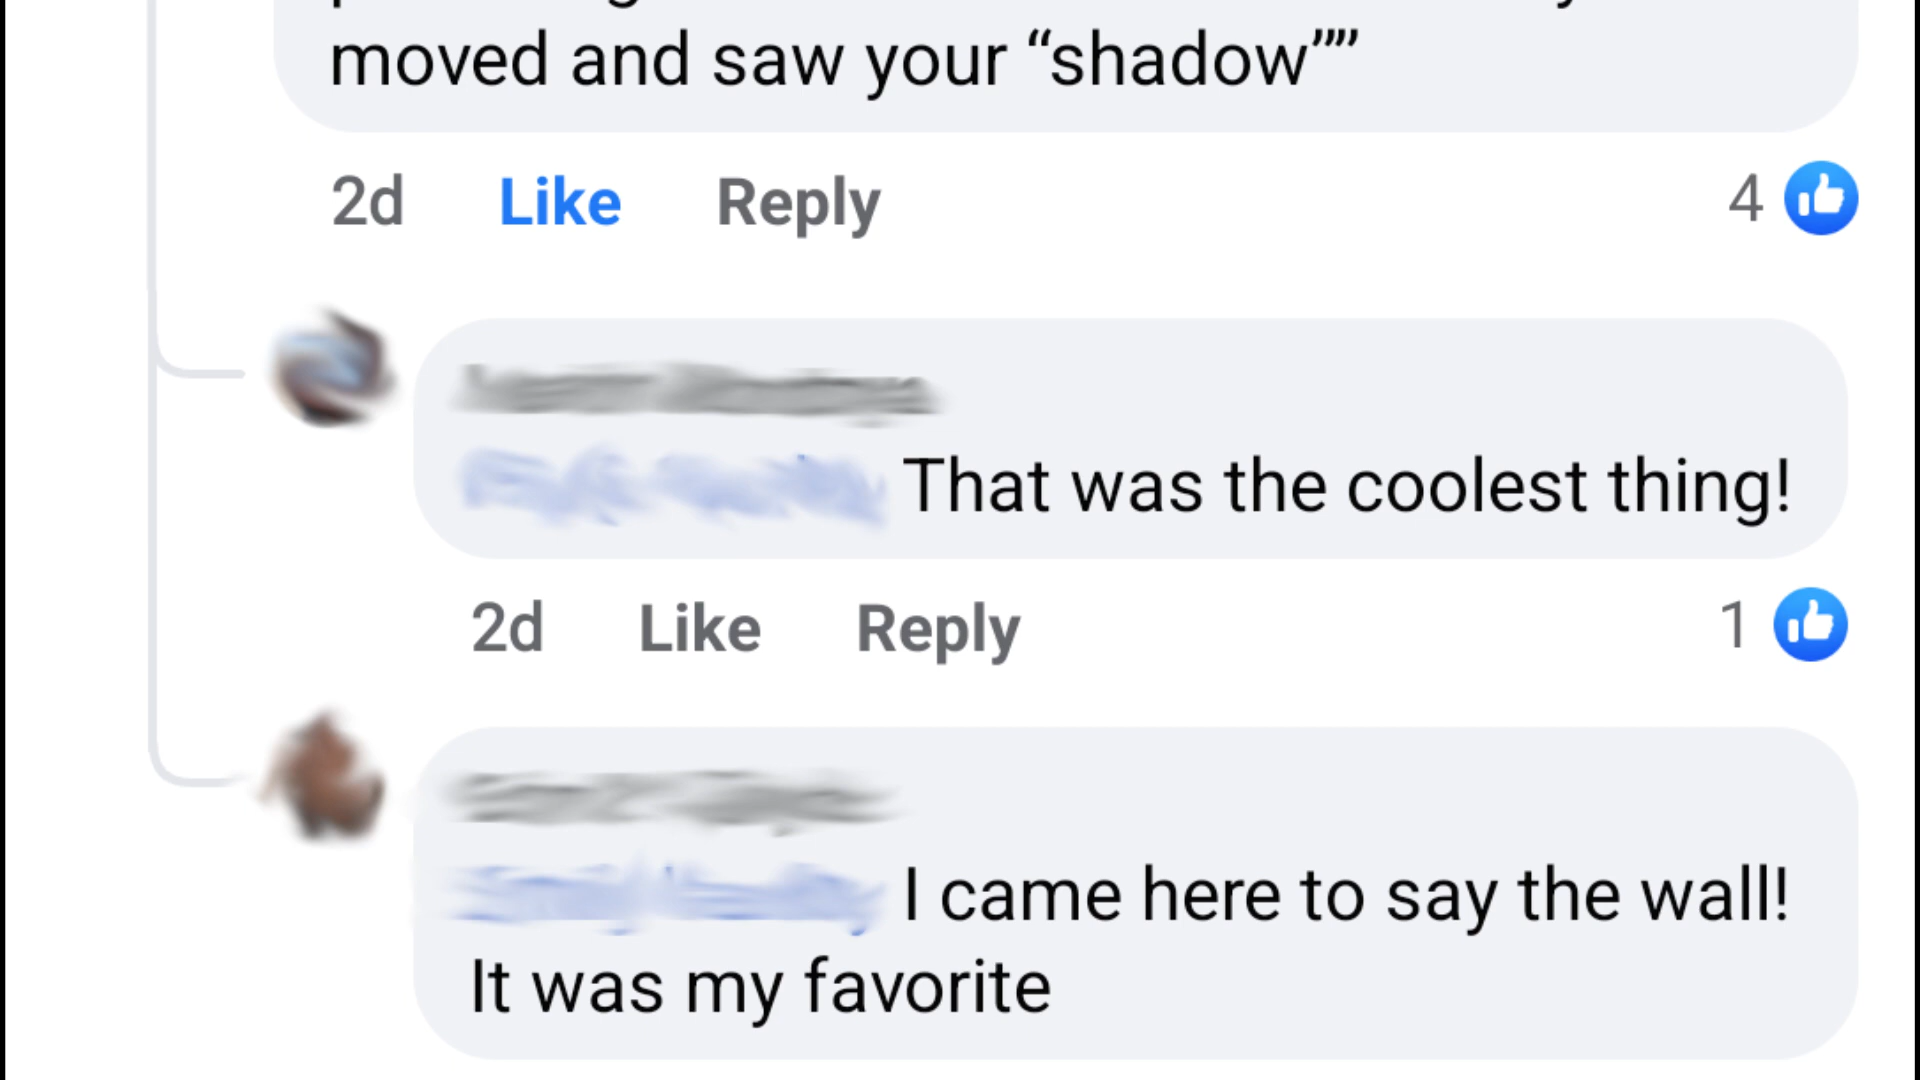 moved and saw your “shadow””
2d Like Reply 4
That was the coolest thing!
2d Like Reply 1
I came here to say the wall!
It was my favorite